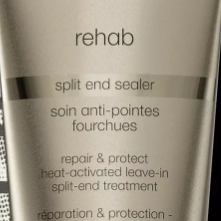 rehab
split end sealer
soin anti-pointes
fourchues
repair & protect
heat-activated leave-in
split-end treatment
réparation & protection -